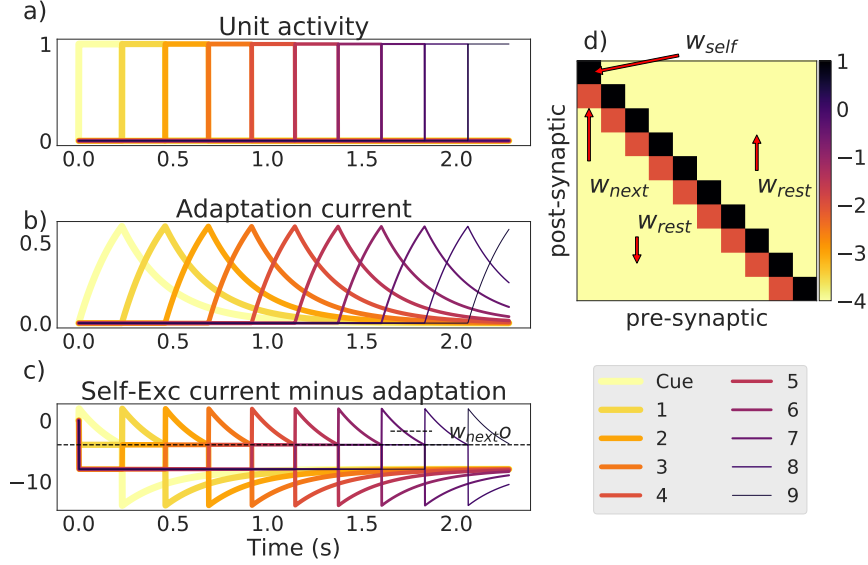 a)
Unit activity
1
0
0.0 0.5 1.0 1.5 2.0
b)
Adaptation current
0.5
0.0
0.0 0.5 1.0 1.5 2.0
c)
Self-Exc current minus adaptation
0
−10
w_next o
0.0 0.5 1.0 1.5 2.0
Time (s)
d)
w_self
w_next
w_rest
w_rest
post-synaptic
pre-synaptic
1
0
−1
−2
−3
−4
Cue
1
2
3
4
5
6
7
8
9